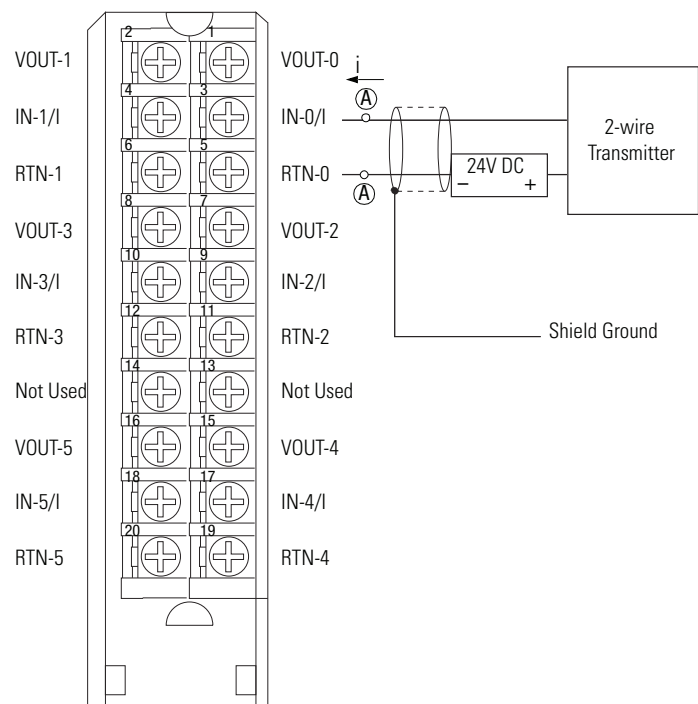 2 1
VOUT-1 VOUT-0 i
4 3 A
IN-1/I IN-0/I
2-wire
Transmitter
6 5
RTN-1 RTN-0 24V DC
A − +
8 7
VOUT-3 VOUT-2
10 9
IN-3/I IN-2/I
12 11
RTN-3 RTN-2 Shield Ground
14 13
Not Used Not Used
16 15
VOUT-5 VOUT-4
18 17
IN-5/I IN-4/I
20 19
RTN-5 RTN-4